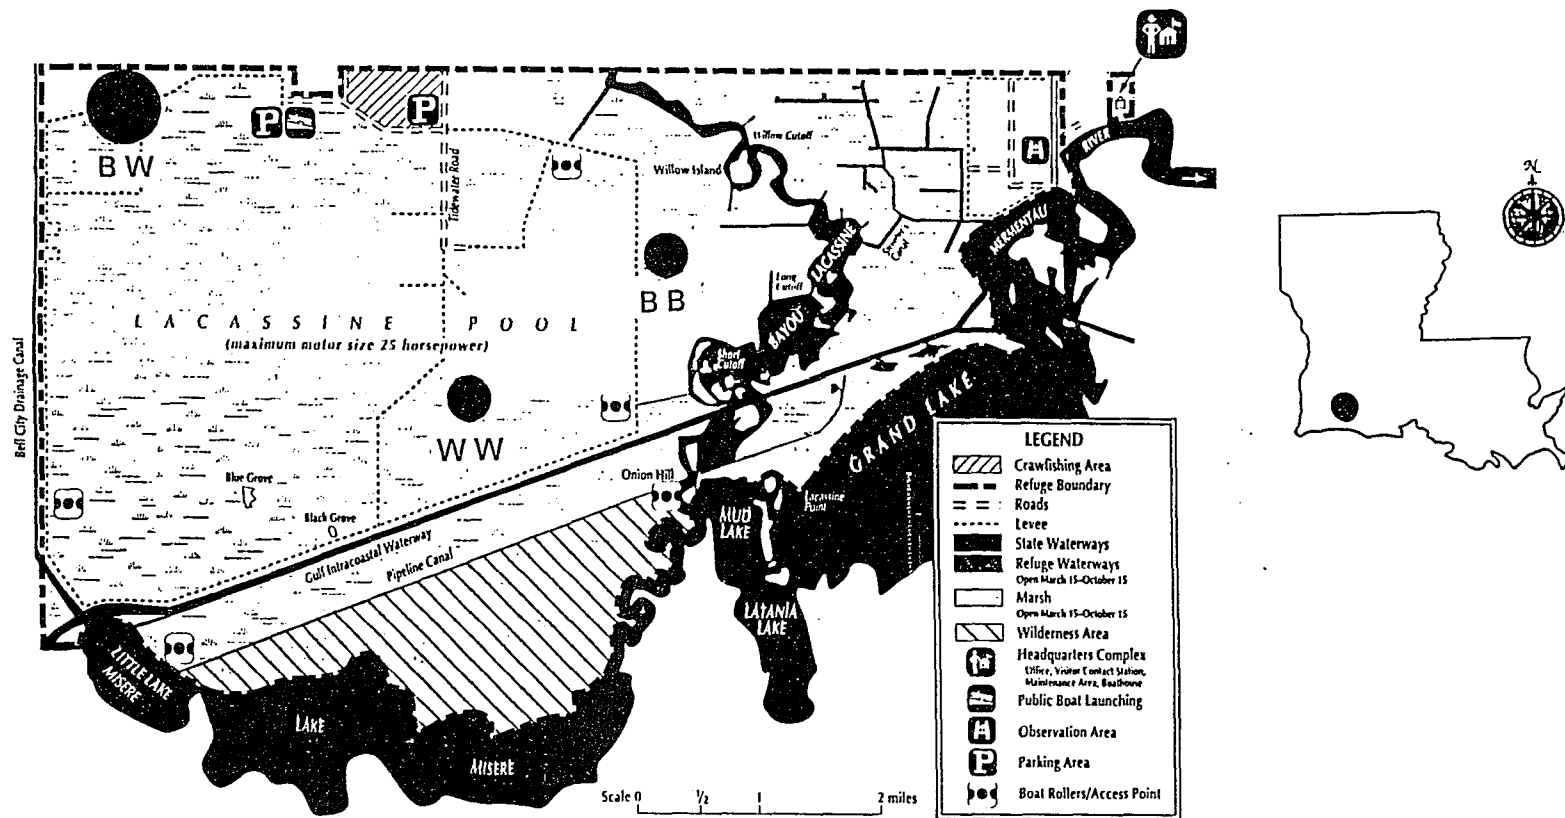 RIVER
P
P
Willow Cutoff
Willow Island
BW
Tidewater Road
N
MERMENTAU
LACASSINE
Long
Cutoff
BB
LACASSINE POOL
(maximum motor size 25 horsepower)
BAYOU
Short
Cutoff
Bell City Drainage Canal
WW
GRAND LAKE
Onion Hill
Blue Grove
Black Grove
Lacassine
Point
MUD
LAKE
Gulf Intracoastal Waterway
Pipeline Canal
LATANIA
LAKE
LITTLE LAKE
MISERE
LAKE
MISERE
Scale 0 1/2 1 2 miles
LEGEND
Crawfishing Area
Refuge Boundary
Roads
Levee
State Waterways
Refuge Waterways
Open March 15-October 15
Marsh
Open March 15-October 15
Wilderness Area
Headquarters Complex
Office, Visitor Contact Station,
Maintenance Area, Boathouse
Public Boat Launching
Observation Area
P Parking Area
Boat Rollers/Access Point